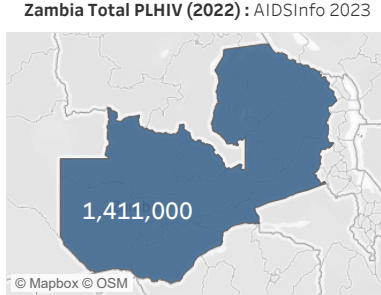 Zambia Total PLHIV (2022) : AIDSInfo 2023
1,411,000
© Mapbox © OSM